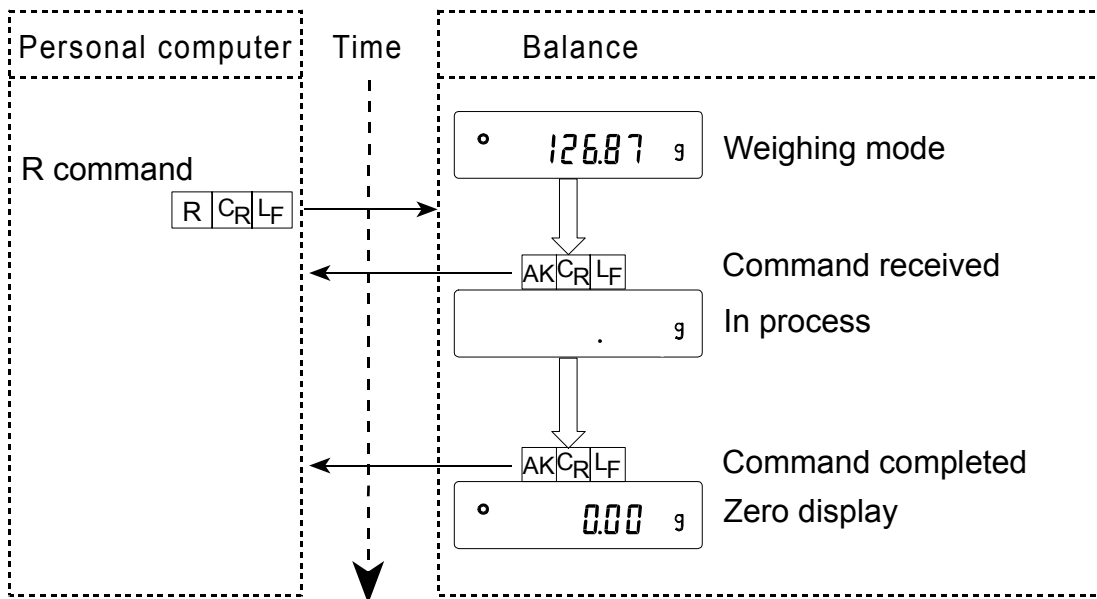 Personal computer
Time
Balance
126.87 g
Weighing mode
R command
R CR LF
AK CR LF
Command received
. g
In process
AK CR LF
Command completed
0.00 g
Zero display